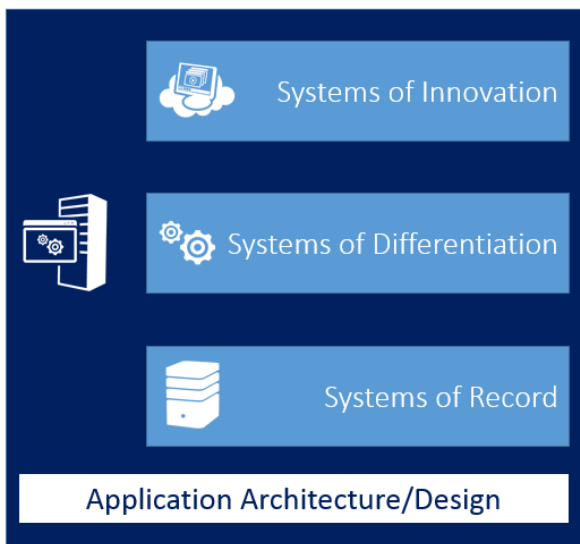 Systems of Innovation
Systems of Differentiation
Systems of Record
Application Architecture/Design